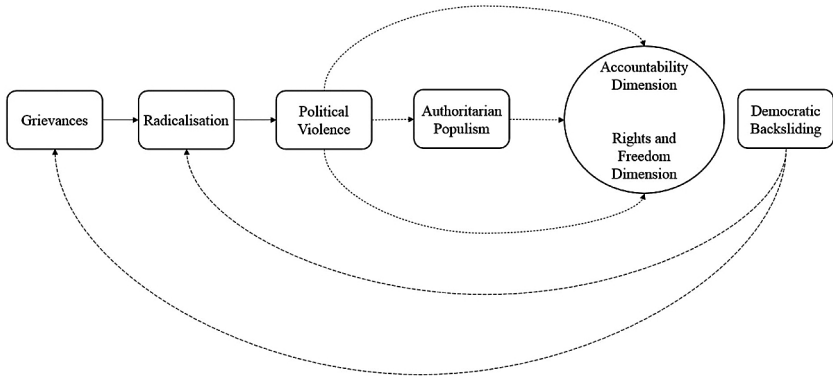 Grievances
Radicalisation
Political
Violence
Authoritarian
Populism
Accountability
Dimension
Rights and
Freedom
Dimension
Democratic
Backsliding